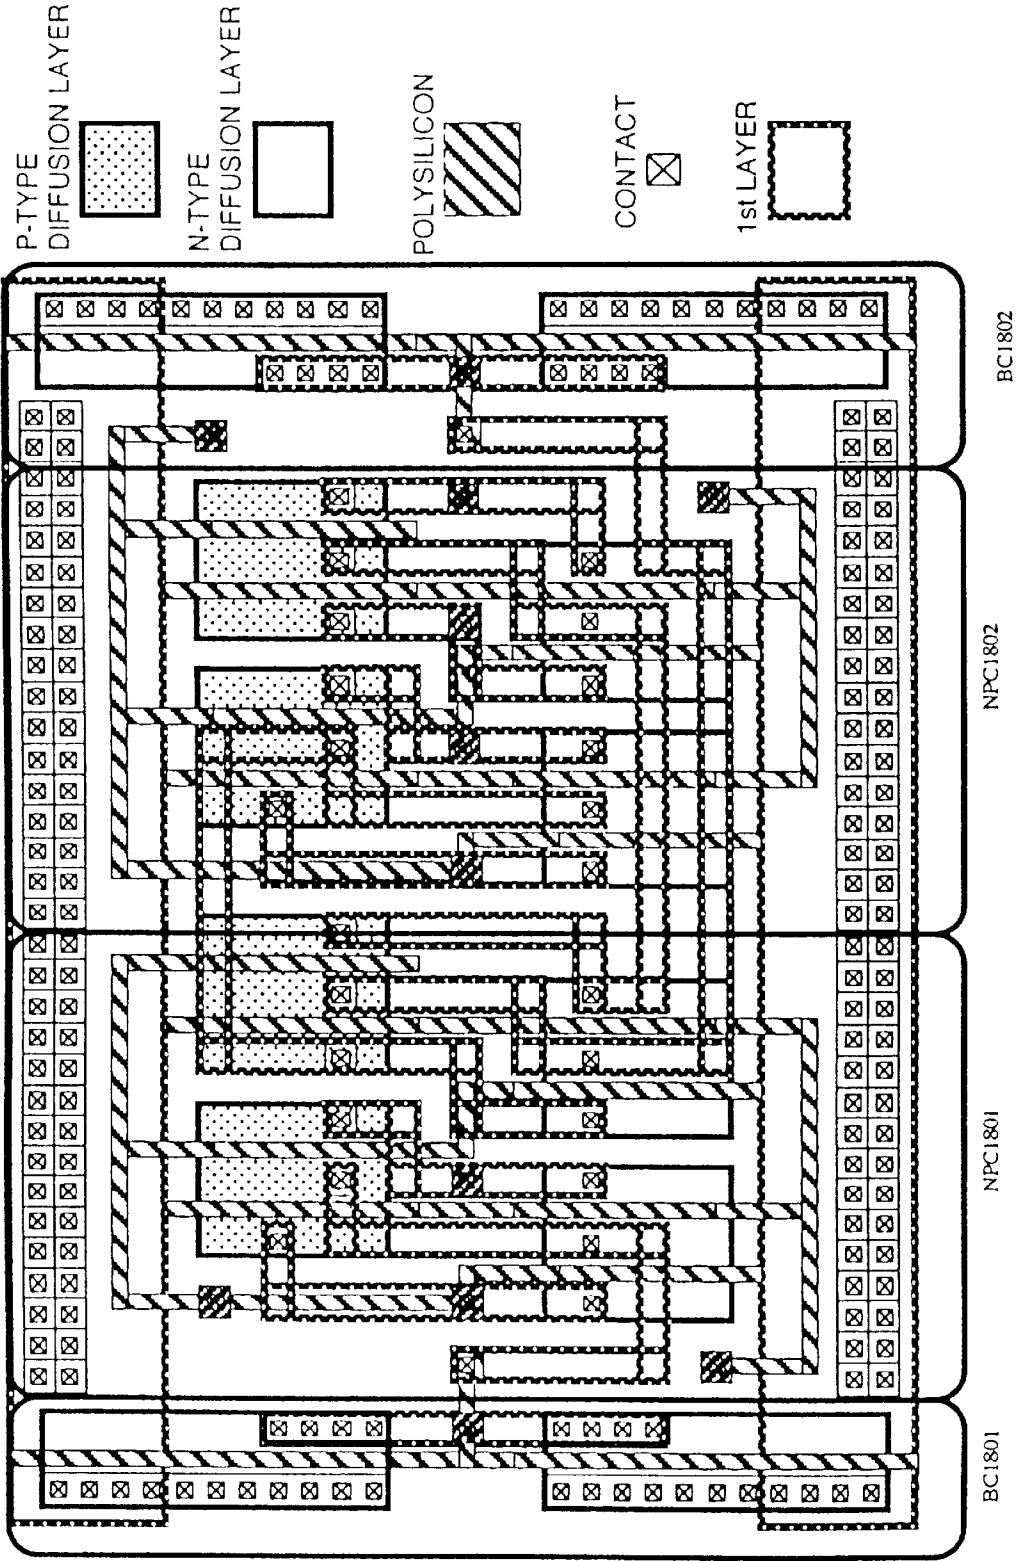 P-TYPE
DIFFUSION LAYER
N-TYPE
DIFFUSION LAYER
POLYSILICON
CONTACT
1st LAYER
BC1801
NPC1801
NPC1802
BC1802